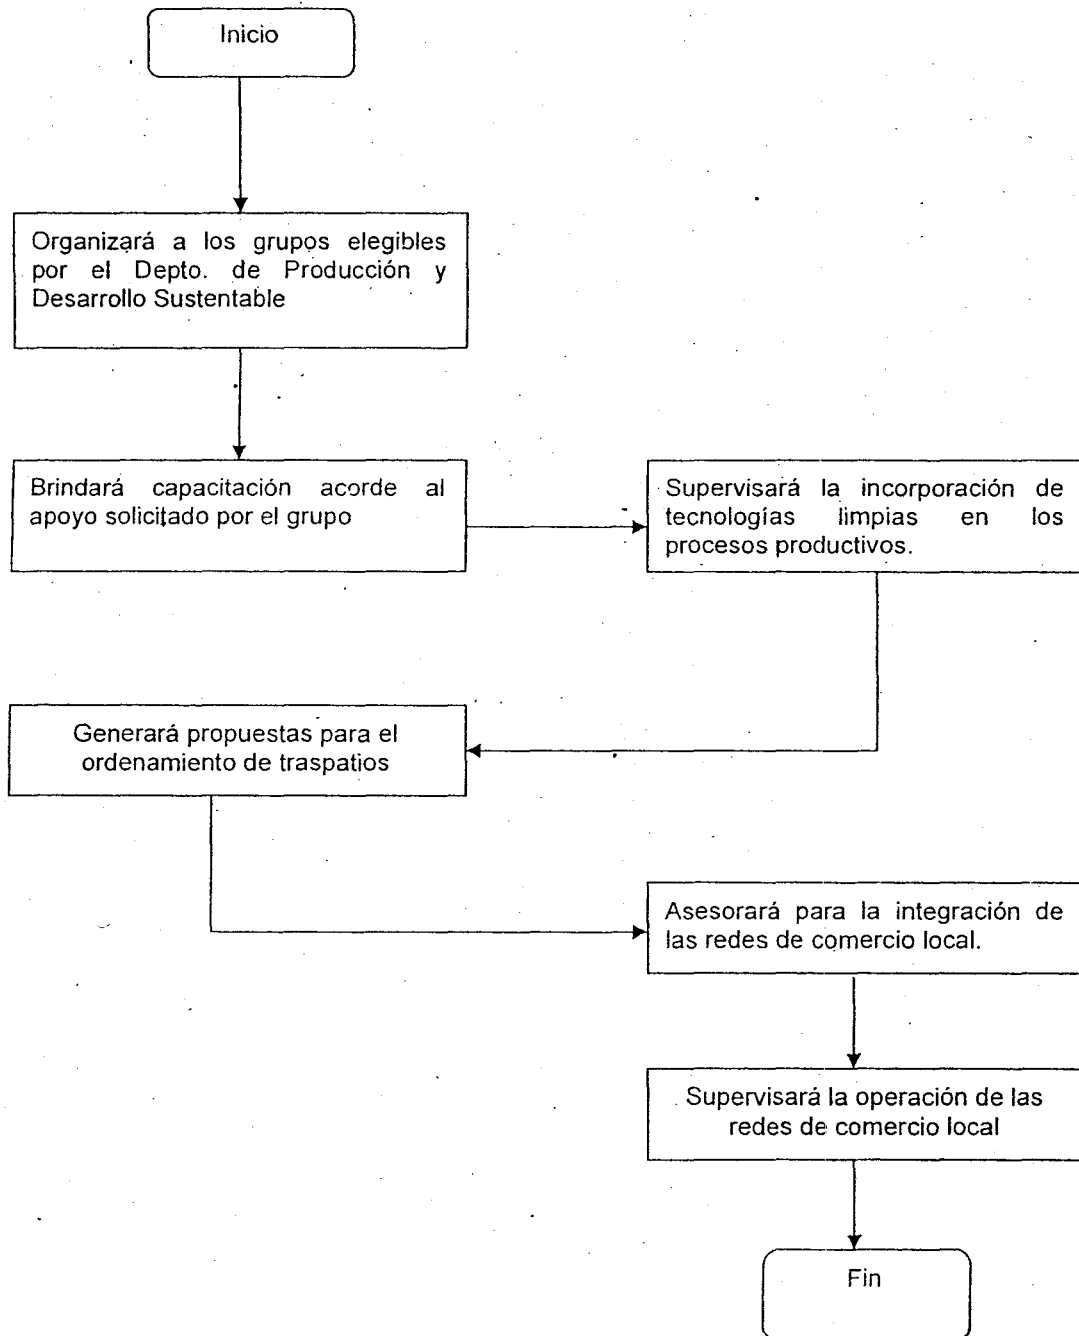 Inicio
Organizará a los grupos elegibles
por el Depto. de Producción y
Desarrollo Sustentable
Brindará capacitación acorde al
apoyo solicitado por el grupo
Supervisará la incorporación de
tecnologías limpias en los
procesos productivos.
Generará propuestas para el
ordenamiento de traspatios
Asesorará para la integración de
las redes de comercio local.
Supervisará la operación de las
redes de comercio local
Fin